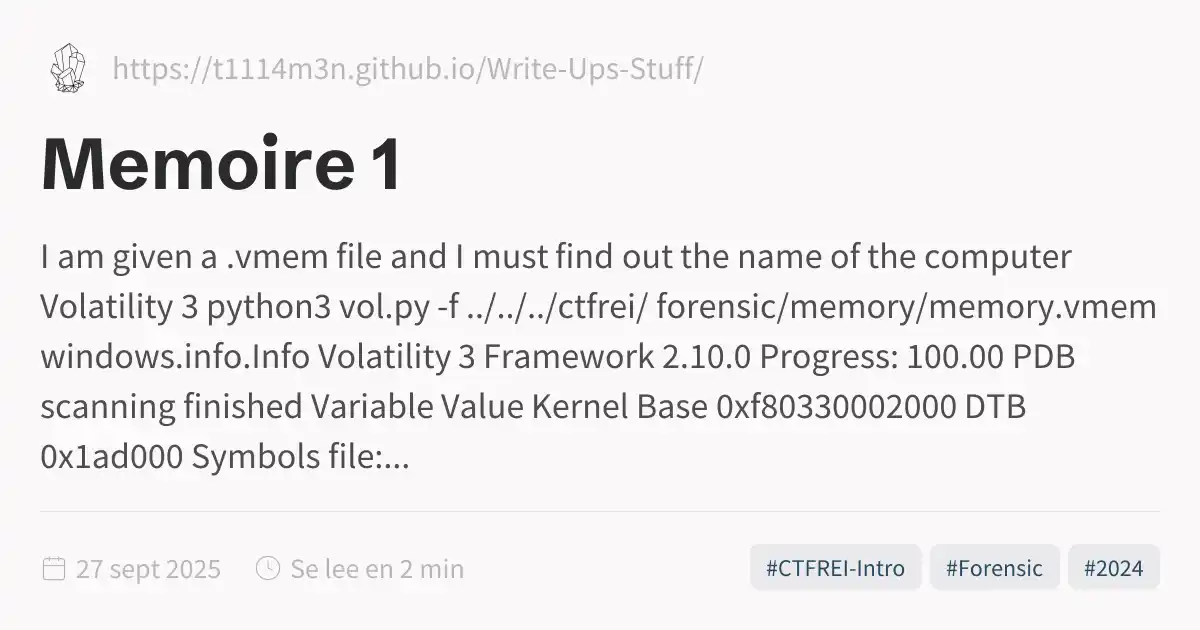 https://t1114m3n.github.io/Write-Ups-Stuff/
Memoire 1
I am given a .vmem file and I must find out the name of the computer
Volatility 3 python3 vol.py -f ../../../ctfrei/ forensic/memory/memory.vmem
windows.info.Info Volatility 3 Framework 2.10.0 Progress: 100.00 PDB
scanning finished Variable Value Kernel Base 0xf80330002000 DTB
0x1ad000 Symbols file:...
27 sept 2025 Se lee en 2 min #CTFREI-Intro #Forensic #2024